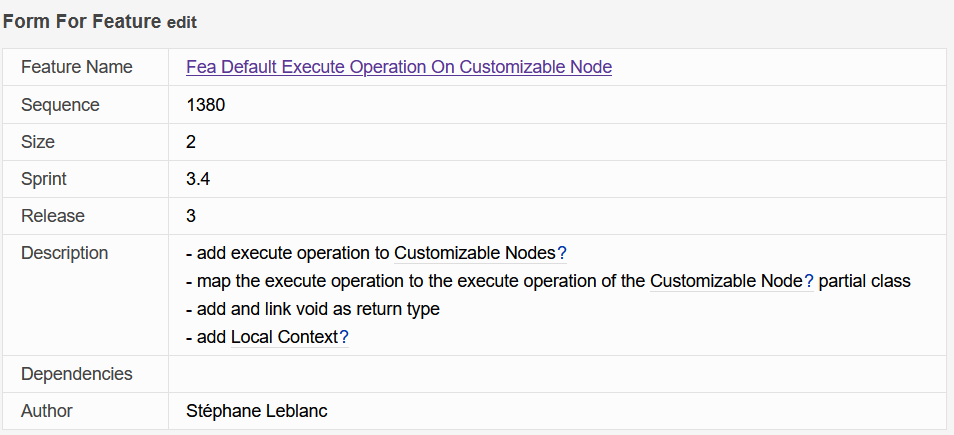 Form For Feature edit
Feature Name Fea Default Execute Operation On Customizable Node
Sequence 1380
Size 2
Sprint 3.4
Release 3
Description - add execute operation to Customizable Nodes?
- map the execute operation to the execute operation of the Customizable Node? partial class
- add and link void as return type
- add Local Context?
Dependencies
Author Stéphane Leblanc